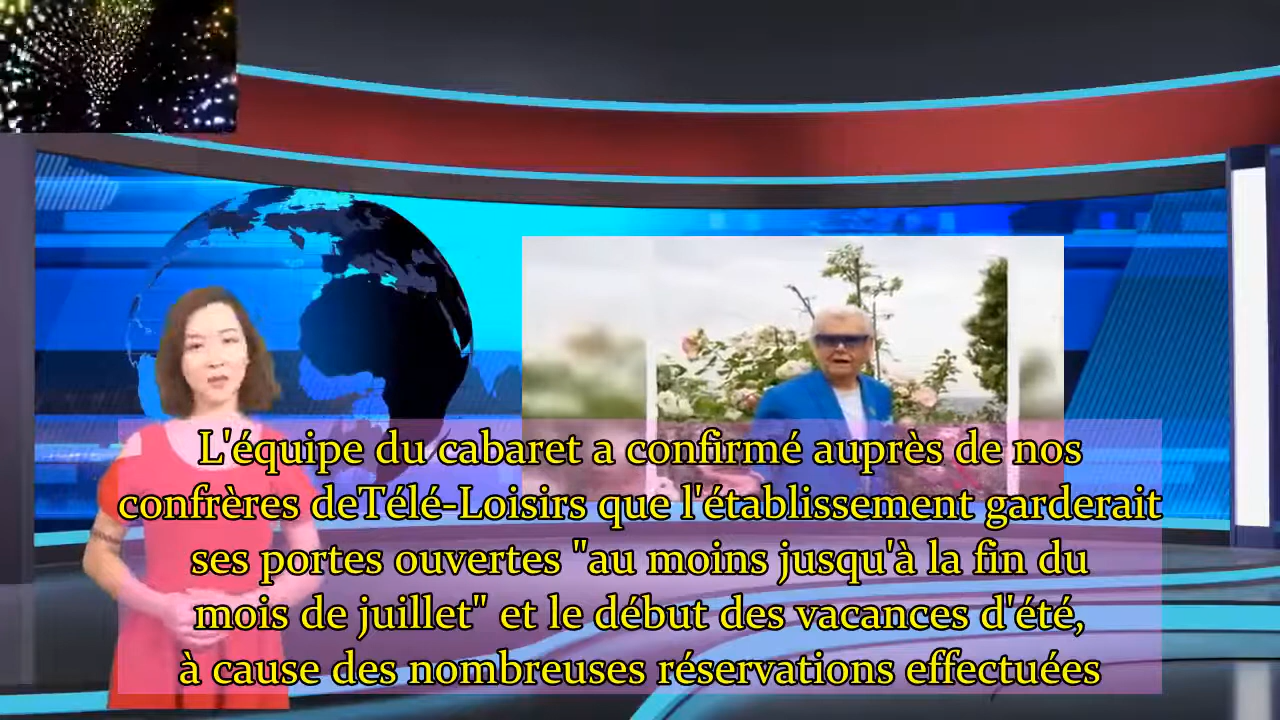 L'équipe du cabaret a confirmé auprès de nos
confrères deTélé-Loisirs que l'établissement garderait
ses portes ouvertes "au moins jusqu'à la fin du
mois de juillet" et le début des vacances d'été,
à cause des nombreuses réservations effectuées